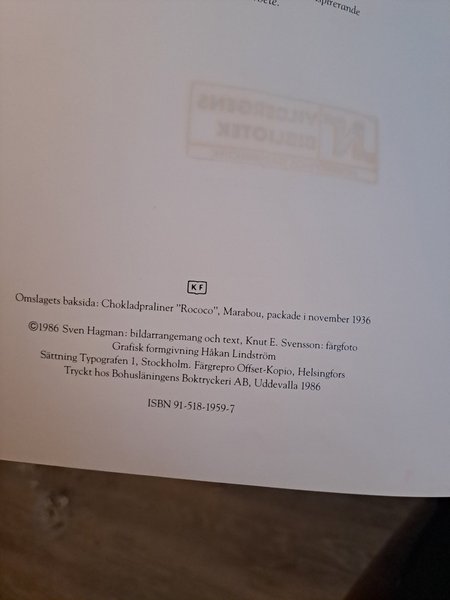 spirerande
KF
Omslagets baksida: Chokladpraliner "Rococo", Marabou, packade i november 1936
©1986 Sven Hagman: bildarrangemang och text, Knut E. Svensson: färgfoto
Grafisk formgivning Håkan Lindström
Sättning Typografen 1, Stockholm. Färgrepro Offset-Kopio, Helsingfors
Tryckt hos Bohusläningens Boktryckeri AB, Uddevalla 1986
ISBN 91-518-1959-7